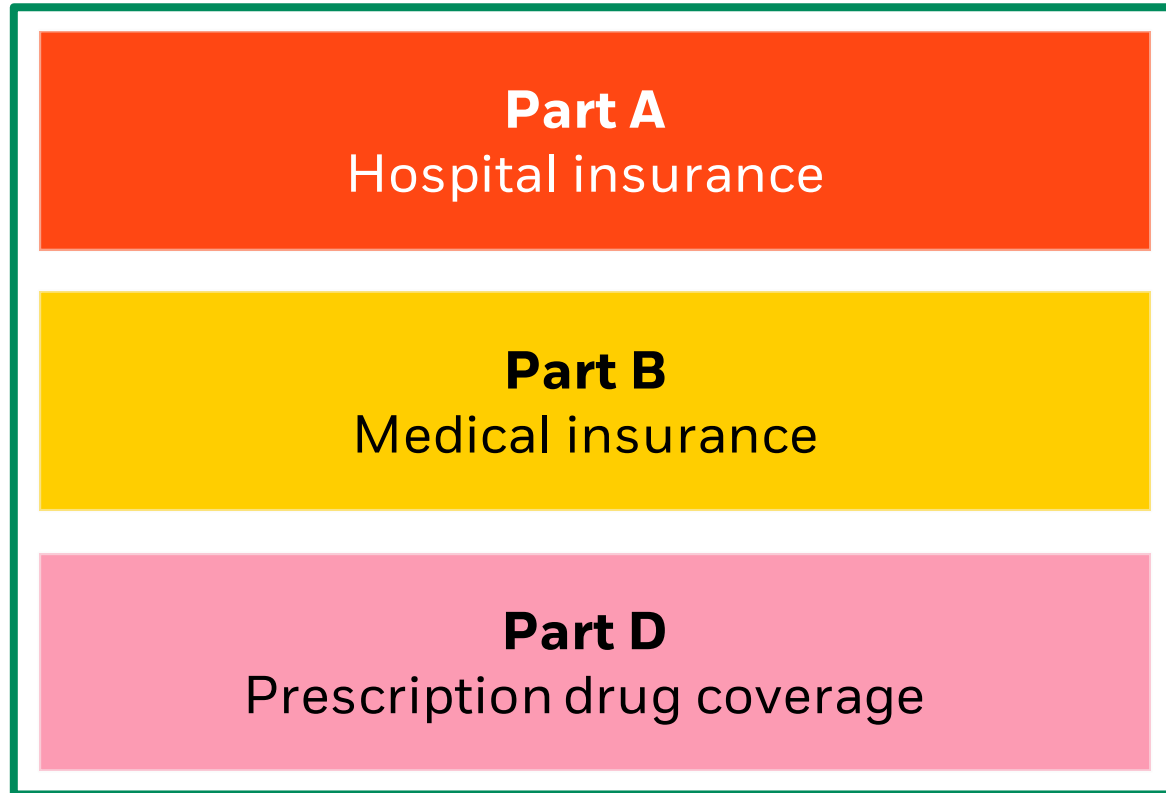 Part A
Hospital insurance
Part B
Medical insurance
Part D
Prescription drug coverage